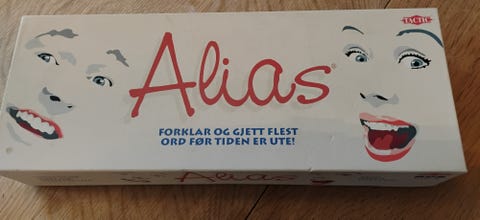 TACTIC
Alias®
FORKLAR OG GJETT FLEST
ORD FØR TIDEN ER UTE!
Alias